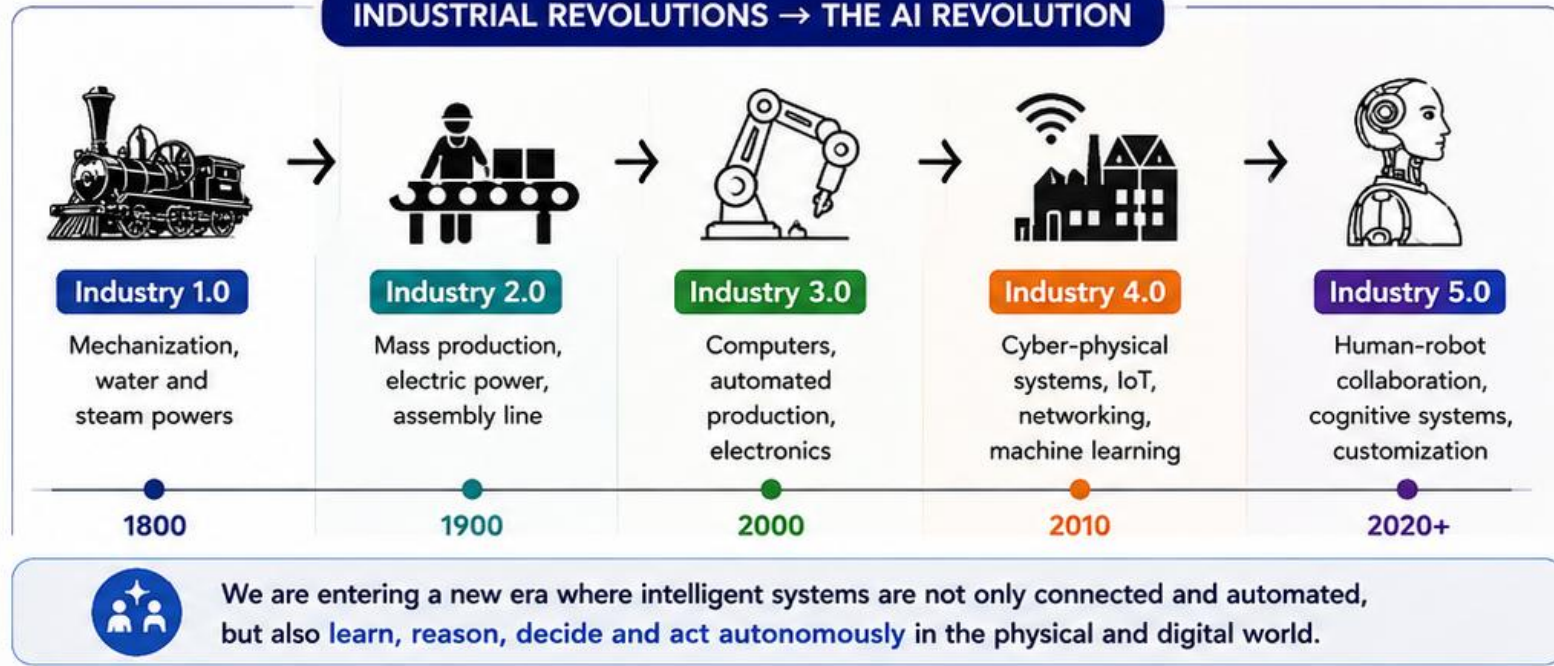 INDUSTRIAL REVOLUTIONS → THE AI REVOLUTION
Industry 1.0
Mechanization,
water and
steam powers
1800
Industry 2.0
Mass production,
electric power,
assembly line
1900
Industry 3.0
Computers,
automated
production,
electronics
2000
Industry 4.0
Cyber-physical
systems, IoT,
networking,
machine learning
2010
Industry 5.0
Human-robot
collaboration,
cognitive systems,
customization
2020+
We are entering a new era where intelligent systems are not only connected and automated,
but also learn, reason, decide and act autonomously in the physical and digital world.